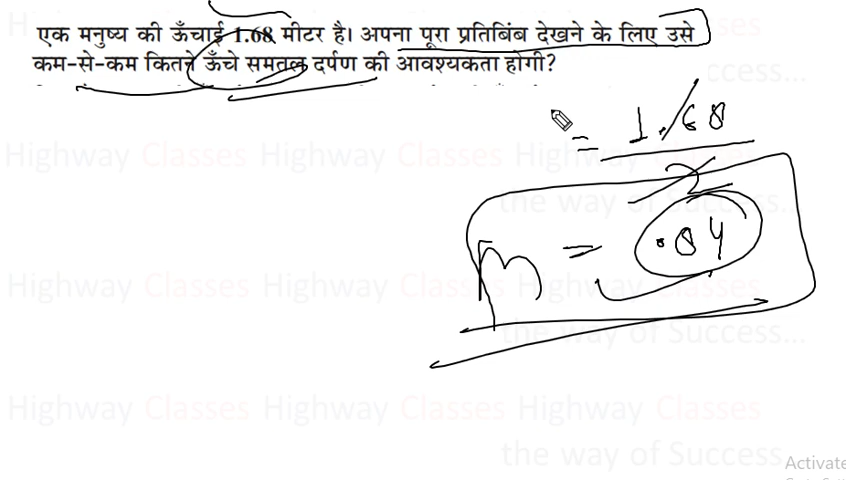 एक मनुष्य की ऊँचाई 1.68 मीटर है। अपना पूरा प्रतिबिंब देखने के लिए उसे
कम-से-कम कितने ऊँचे समतल दर्पण की आवश्यकता होगी?
success...
= 1.68
2
Highway Classes Highway Classes Highway Classes
the way of Success...
m = .84
Highway Classes Highway Classes Highway Classes
the way of Success...
Highway Classes Highway Classes Highway Classes
the way of Success...
Activate